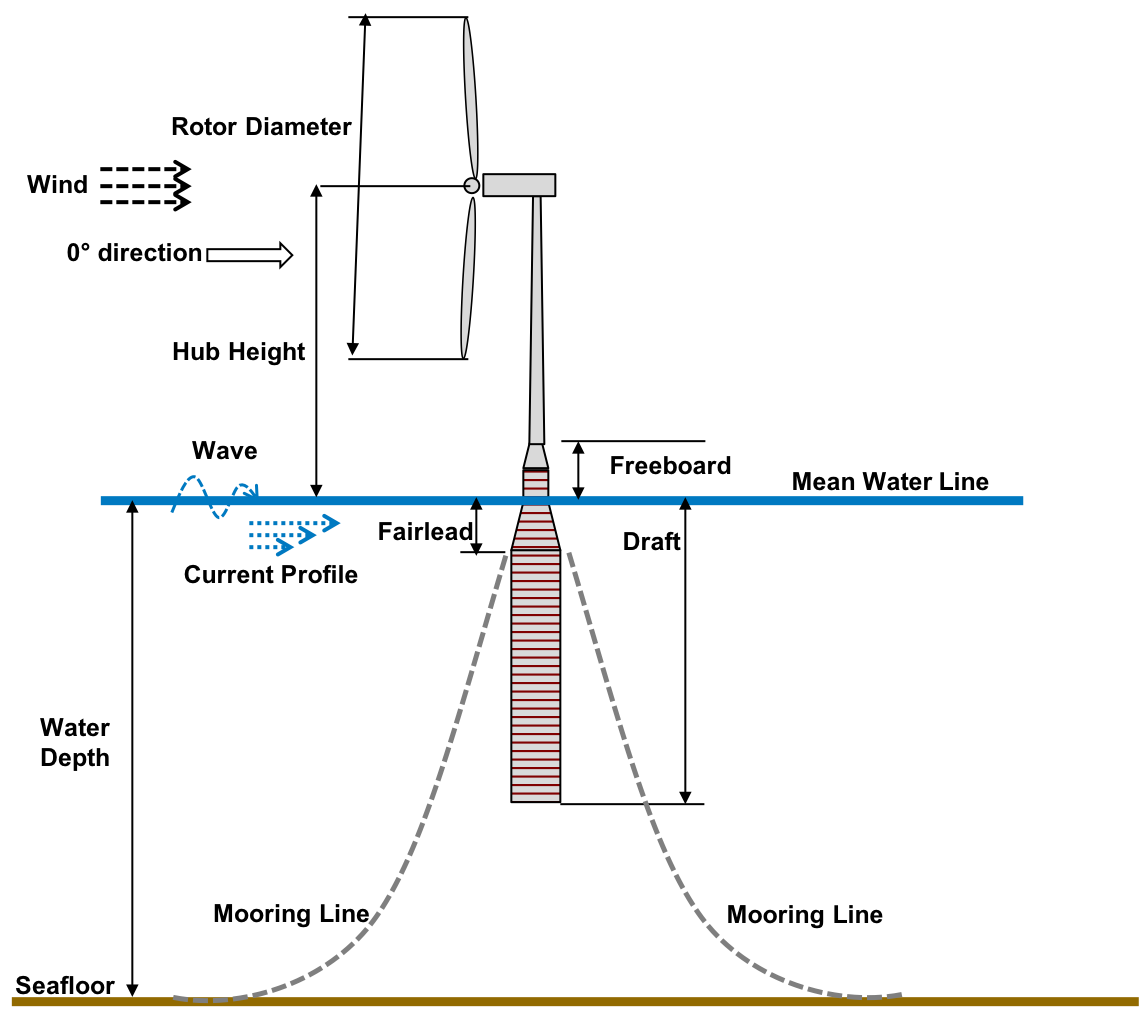 Rotor Diameter
Wind
0° direction
Hub Height
Wave
Freeboard
Mean Water Line
Fairlead
Draft
Current Profile
Water
Depth
Mooring Line
Mooring Line
Seafloor